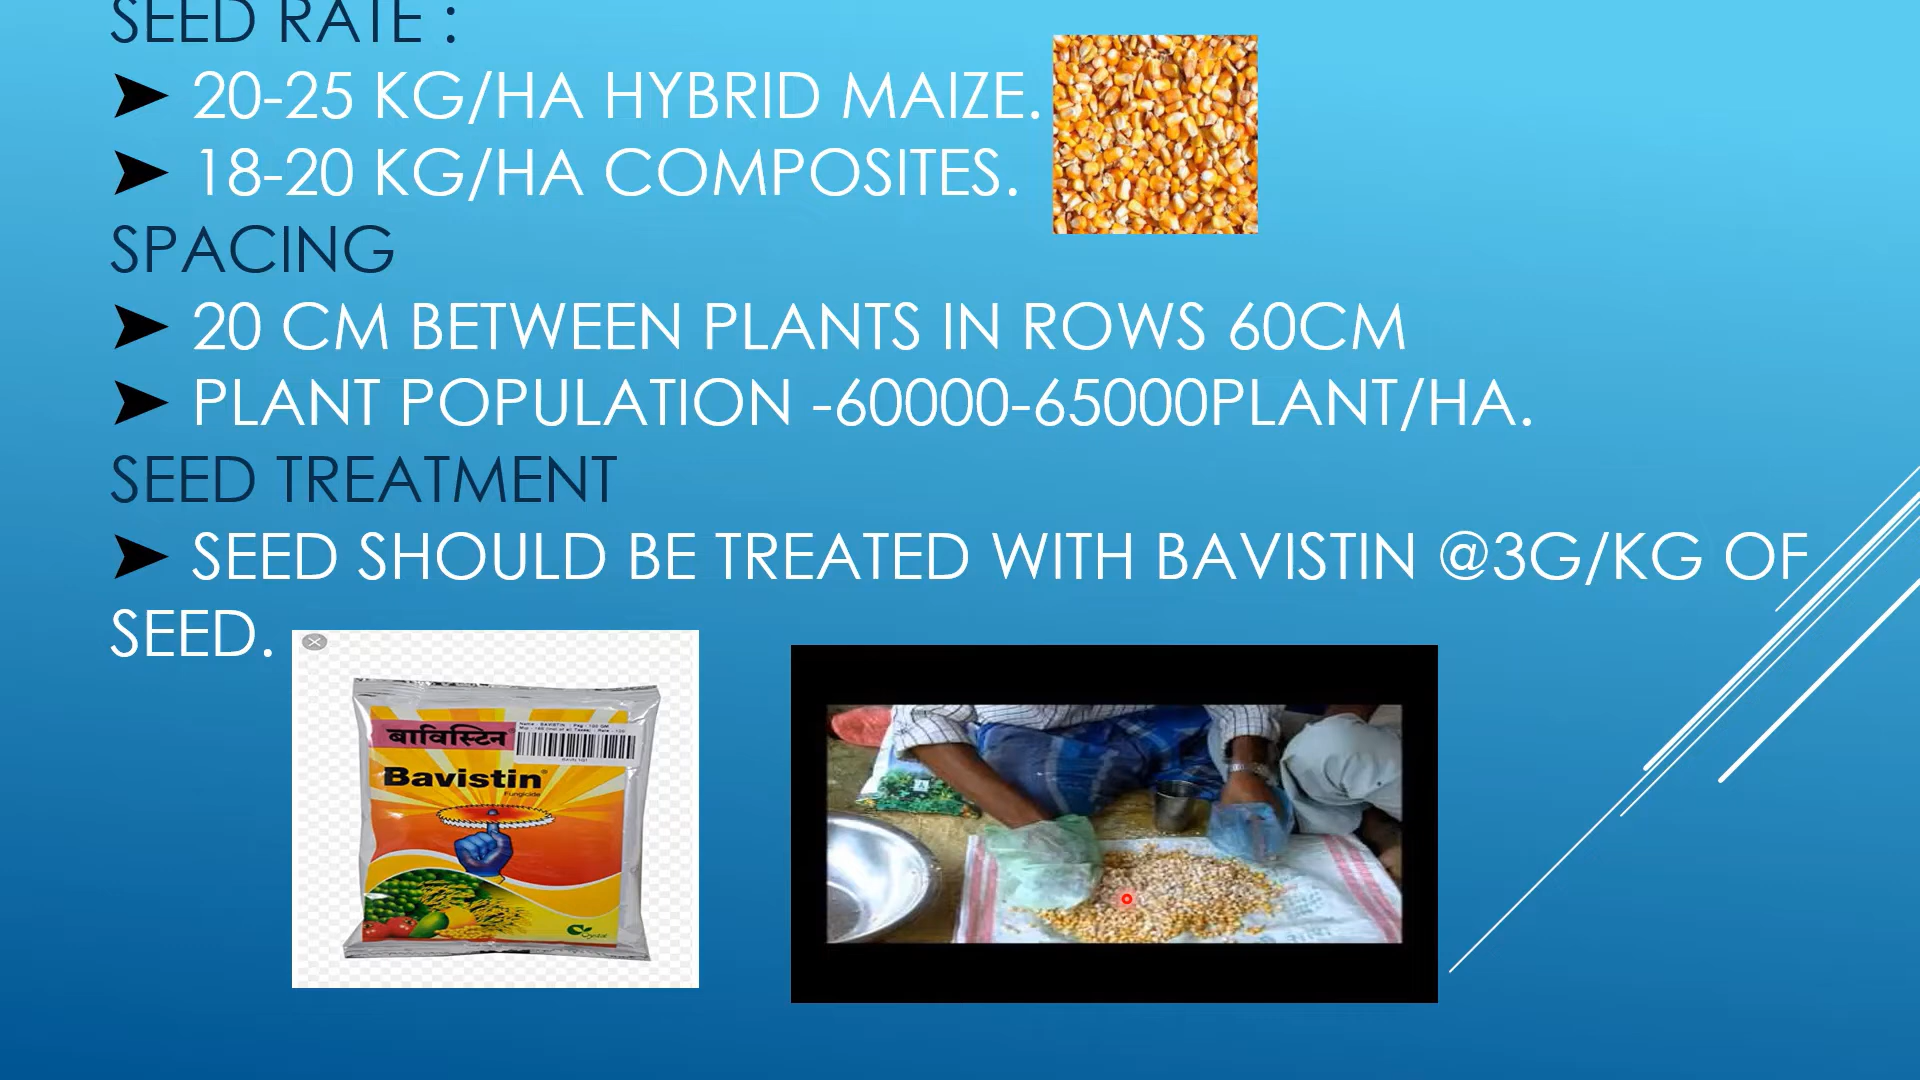 SEED RATE :
➤ 20-25 KG/HA HYBRID MAIZE.
➤ 18-20 KG/HA COMPOSITES.
SPACING
➤ 20 CM BETWEEN PLANTS IN ROWS 60CM
➤ PLANT POPULATION -60000-65000PLANT/HA.
SEED TREATMENT
➤ SEED SHOULD BE TREATED WITH BAVISTIN @3G/KG OF
SEED.
बाविस्टिन
Bavistin
Fungicide